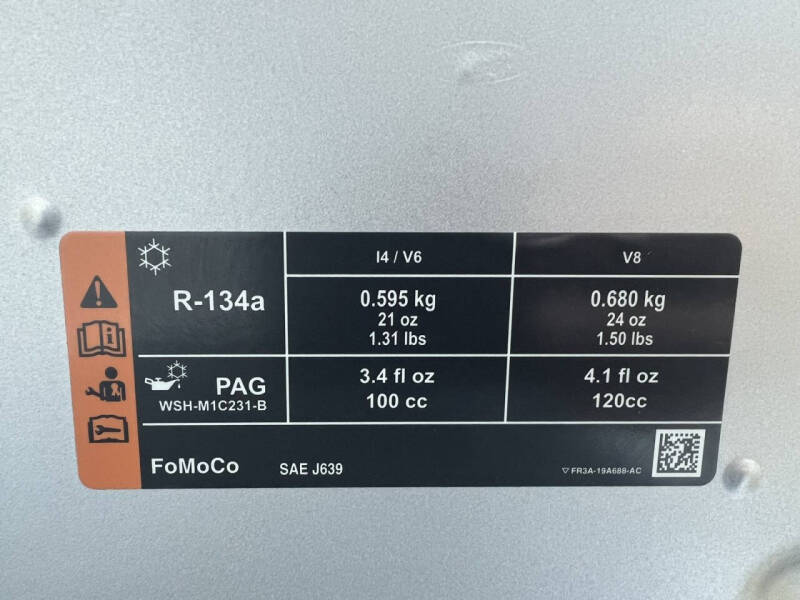 I4 / V6
V8
R-134a
0.595 kg
21 oz
1.31 lbs
0.680 kg
24 oz
1.50 lbs
PAG
WSH-M1C231-B
3.4 fl oz
100 cc
4.1 fl oz
120cc
FoMoCo
SAE J639
FR3A-19A688-AC